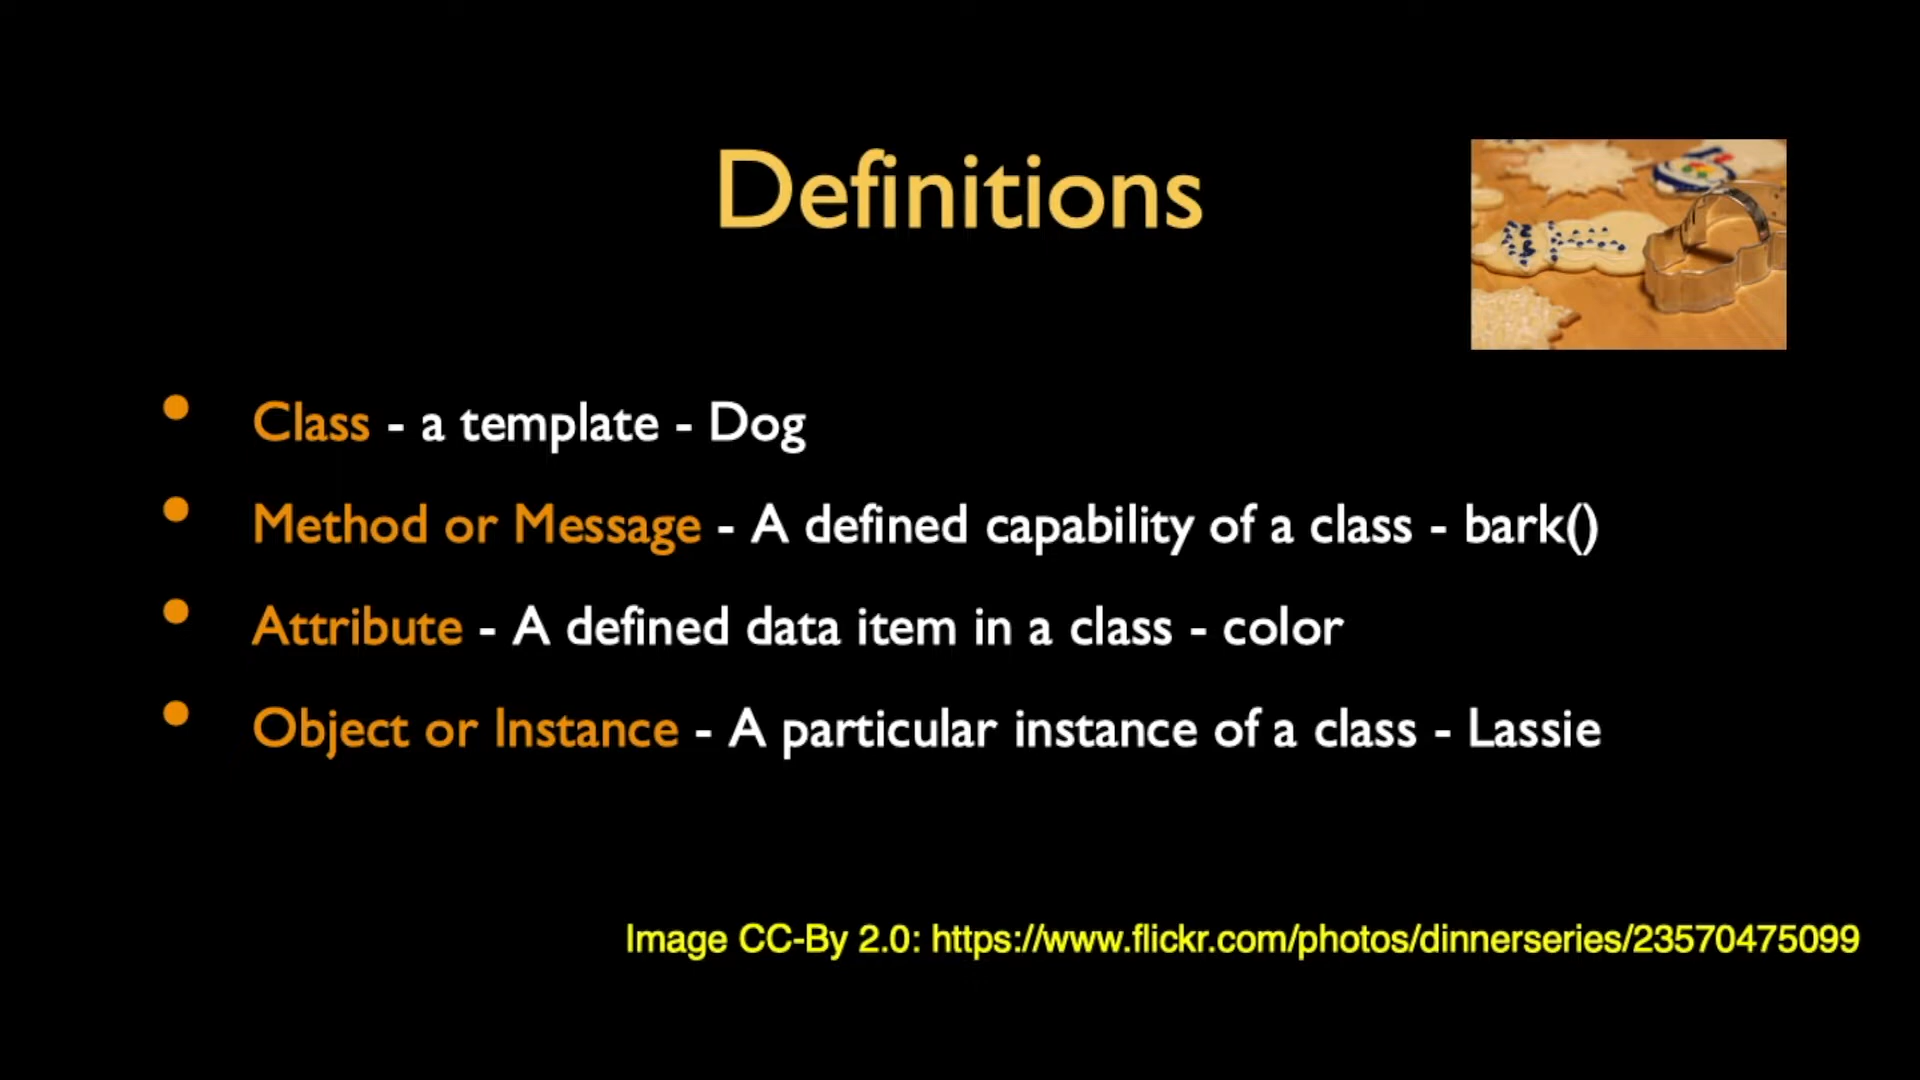 Definitions
Class - a template - Dog
Method or Message - A defined capability of a class - bark()
Attribute - A defined data item in a class - color
Object or Instance - A particular instance of a class - Lassie
Image CC-By 2.0: https://www.flickr.com/photos/dinnerseries/23570475099